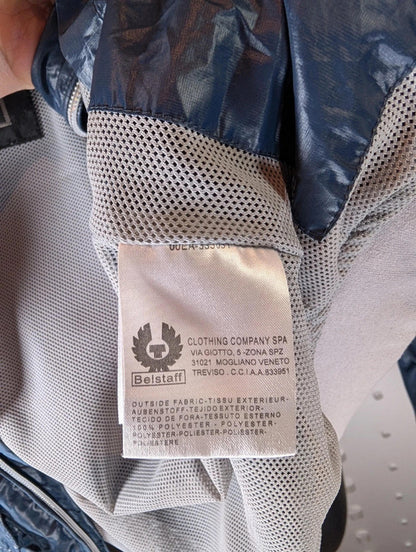 CLOTHING COMPANY SPA
VIA GIOTTO, 5 -ZONA SPZ
31021 MOGLIANO VENETO
TREVISO . C.C.I.A.A.833951
Belstaff
OUTSIDE FABRIC-TISSU EXTERIEUR-
AUSSENSTOFF-TEJIDO EXTERIOR-
TECIDO DE FORA-TESSUTO ESTERNO
100% POLYESTER - POLYESTER-
POLYESTER-POLIESTER-POLIESTER-
POLIESTERE